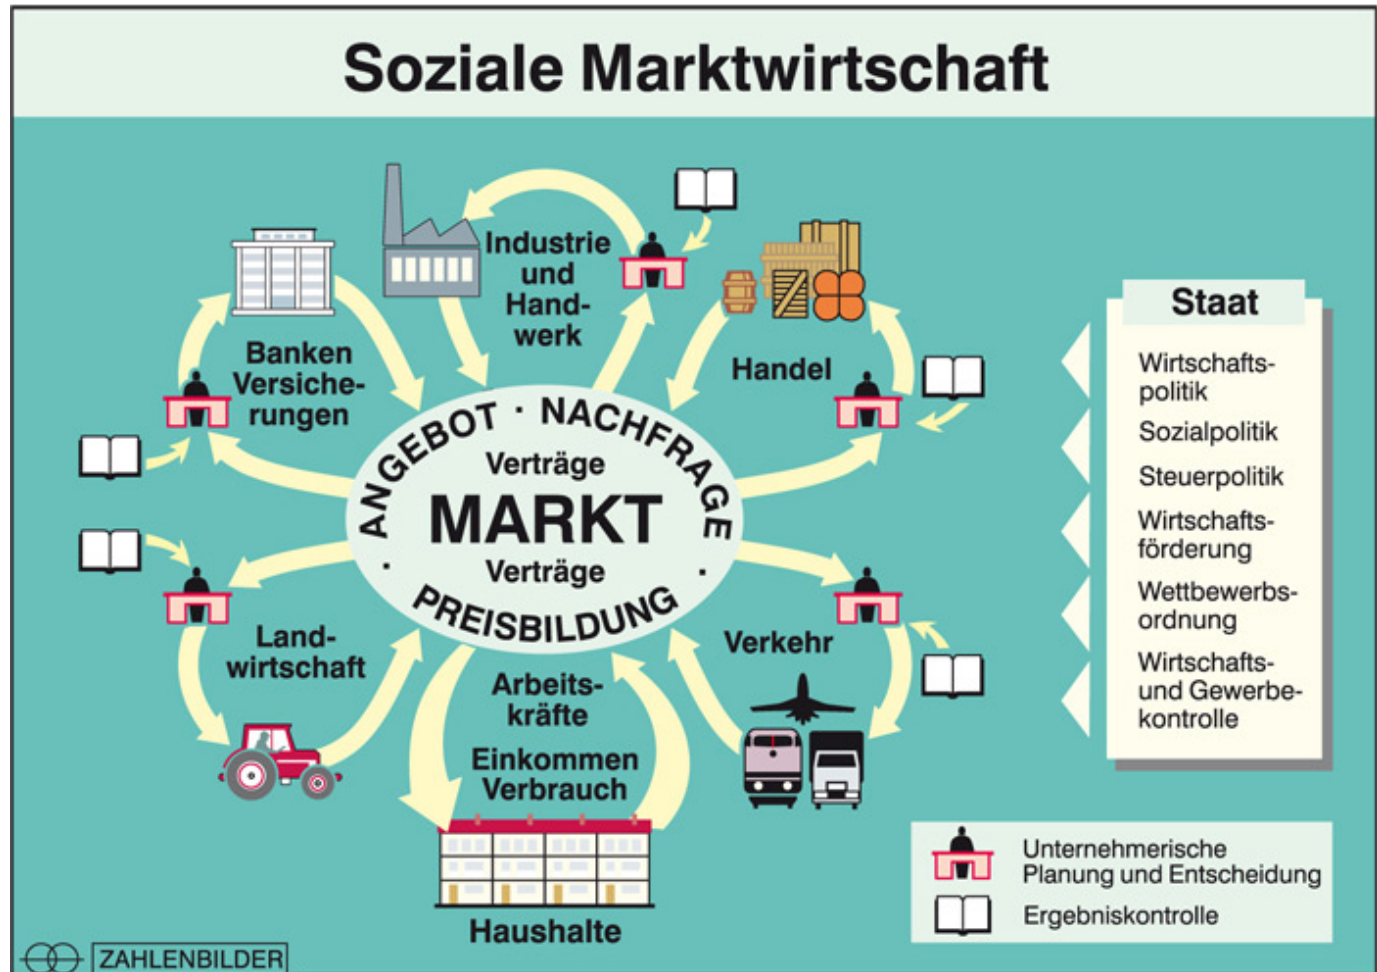 Soziale Marktwirtschaft
Industrie
und
Hand-
werk
Banken
Versiche-
rungen
Handel
ANGEBOT · NACHFRAGE
Verträge
MARKT
Verträge
· PREISBILDUNG ·
Land-
wirtschaft
Verkehr
Arbeits-
kräfte
Einkommen
Verbrauch
Haushalte
Staat
Wirtschafts-
politik
Sozialpolitik
Steuerpolitik
Wirtschafts-
förderung
Wettbewerbs-
ordnung
Wirtschafts-
und Gewerbe-
kontrolle
Unternehmerische
Planung und Entscheidung
Ergebniskontrolle
ZAHLENBILDER